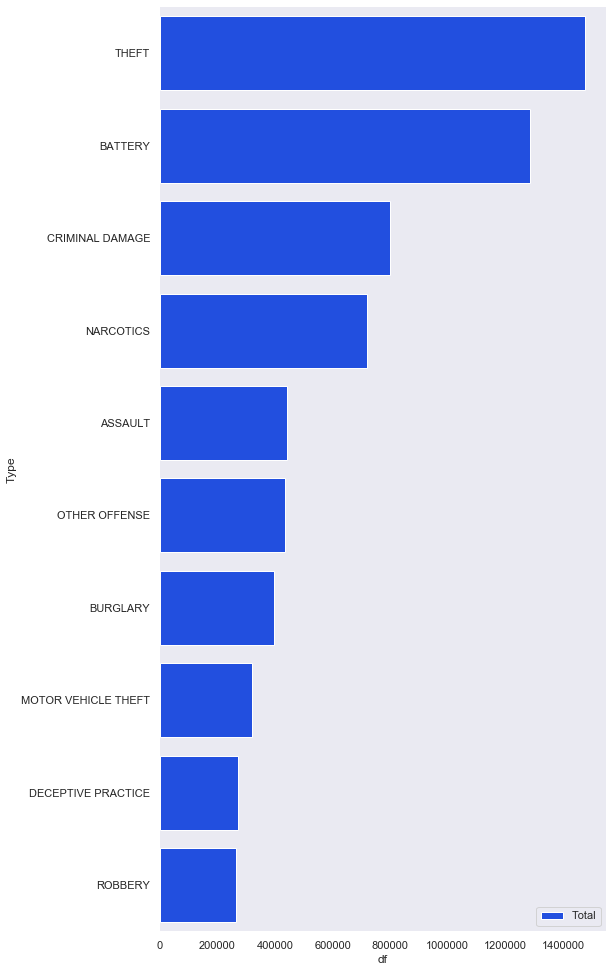 THEFT
BATTERY
CRIMINAL DAMAGE
NARCOTICS
ASSAULT
Type
OTHER OFFENSE
BURGLARY
MOTOR VEHICLE THEFT
DECEPTIVE PRACTICE
ROBBERY
Total
0 200000 400000 600000 800000 1000000 1200000 1400000
df